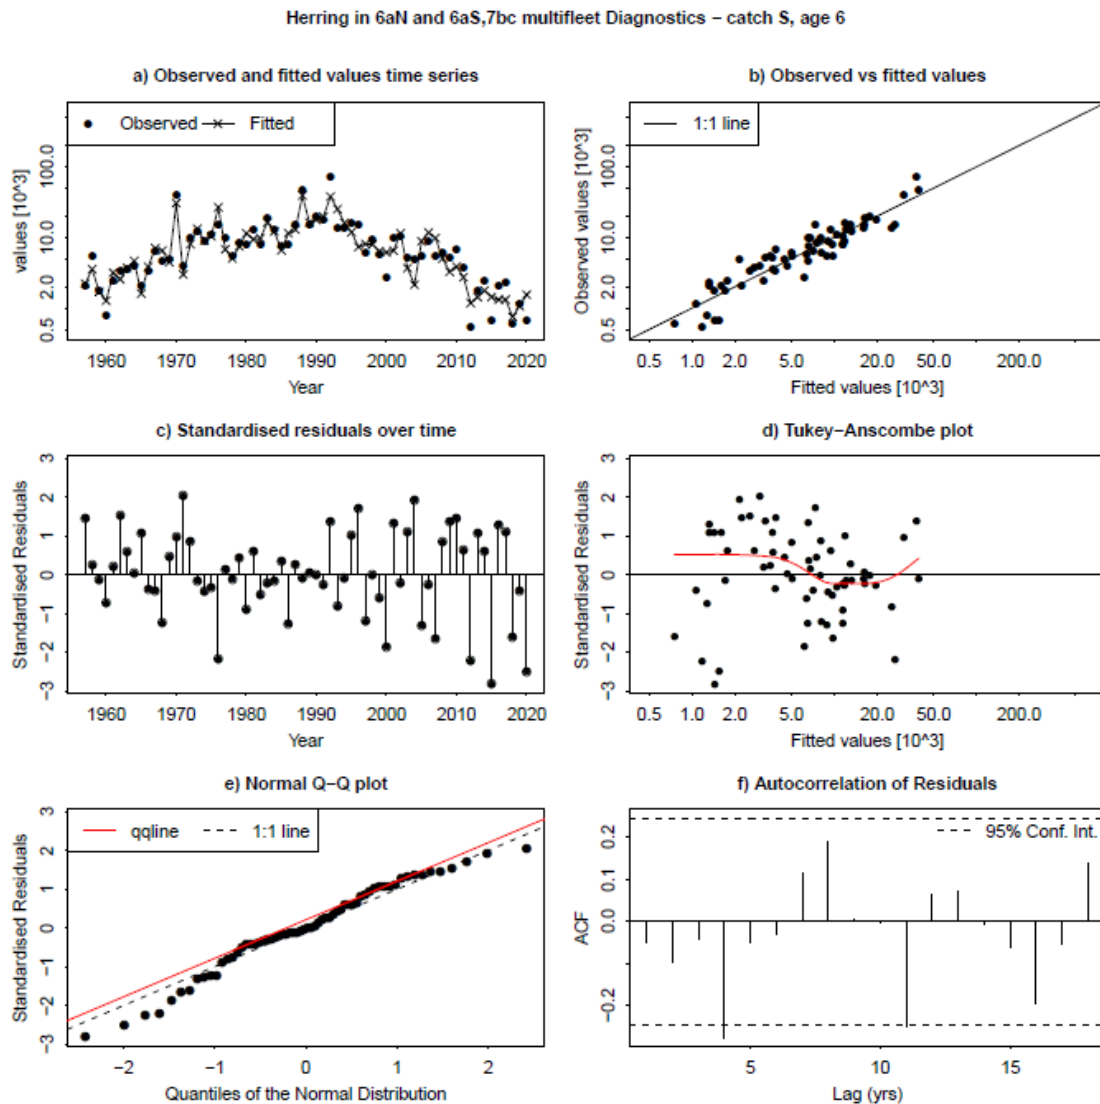 Herring in 6aN and 6aS,7bc multifleet Diagnostics − catch S, age 6
a) Observed and fitted values time series
values [10^3]
0.5 2.0 10.0 100.0
Observed Fitted
1960 1970 1980 1990 2000 2010 2020
Year
b) Observed vs fitted values
Observed values [10^3]
0.5 2.0 10.0 100.0
1:1 line
0.5 1.0 2.0 5.0 20.0 50.0 200.0
Fitted values [10^3]
c) Standardised residuals over time
Standardised Residuals
−3 −2 −1 0 1 2 3
1960 1970 1980 1990 2000 2010 2020
Year
d) Tukey−Anscombe plot
Standardised Residuals
−3 −2 −1 0 1 2 3
0.5 1.0 2.0 5.0 20.0 50.0 200.0
Fitted values [10^3]
e) Normal Q−Q plot
Standardised Residuals
−3 −2 −1 0 1 2 3
qqline 1:1 line
−2 −1 0 1 2
Quantiles of the Normal Distribution
f) Autocorrelation of Residuals
ACF
−0.2 0.0 0.1 0.2
95% Conf. Int.
5 10 15
Lag (yrs)